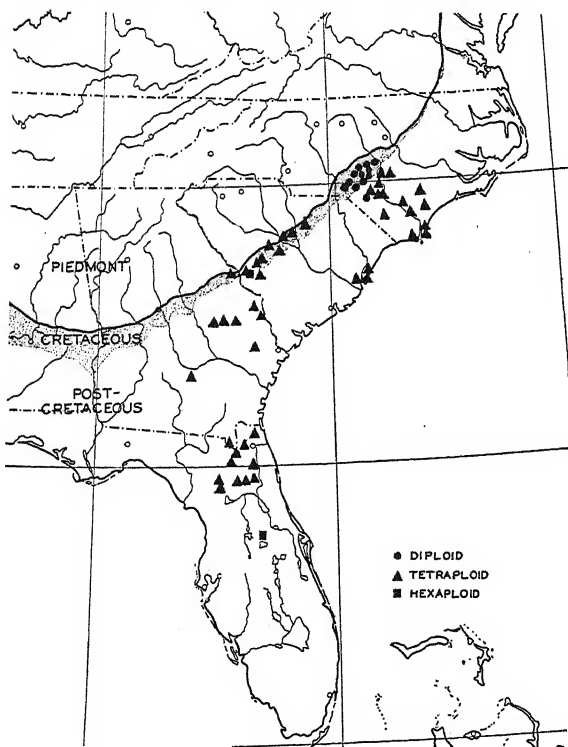 PIEDMONT
CRETACEOUS
POST-
CRETACEOUS
DIPLOID
TETRAPLOID
HEXAPLOID